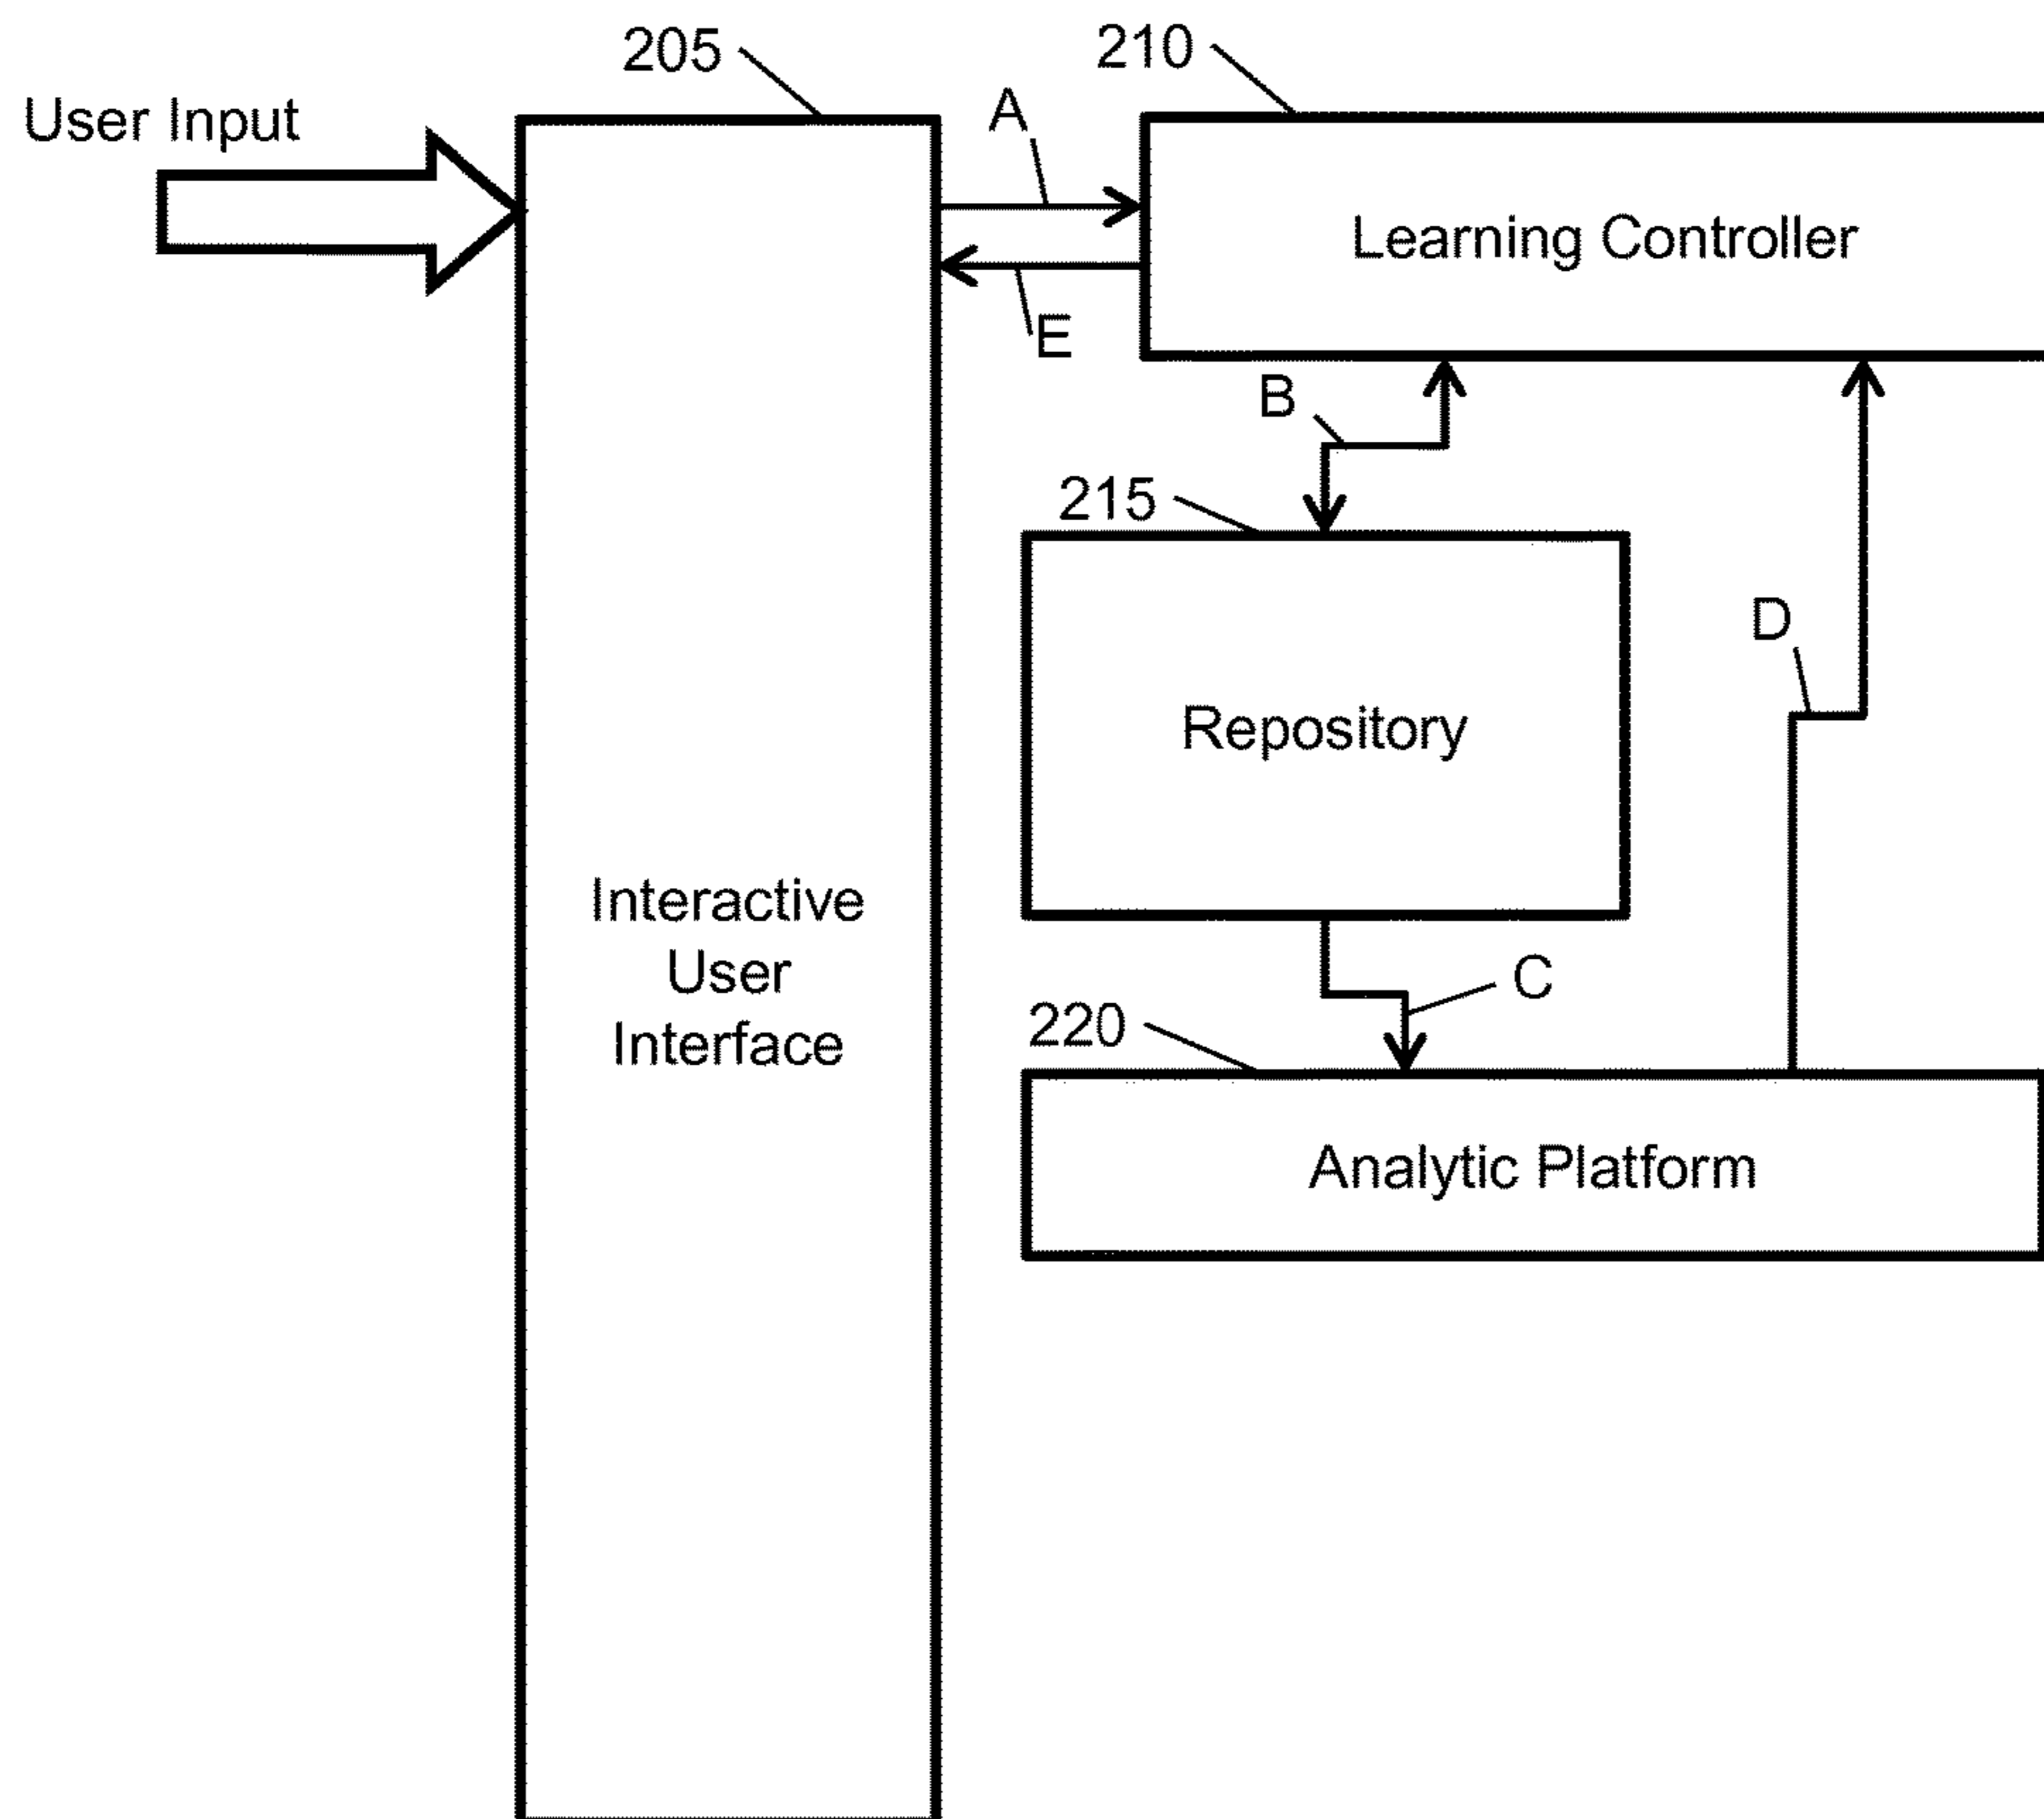 205
210
User Input
A
Learning Controller
E
B
215
D
Repository
Interactive
User
Interface
C
220
Analytic Platform